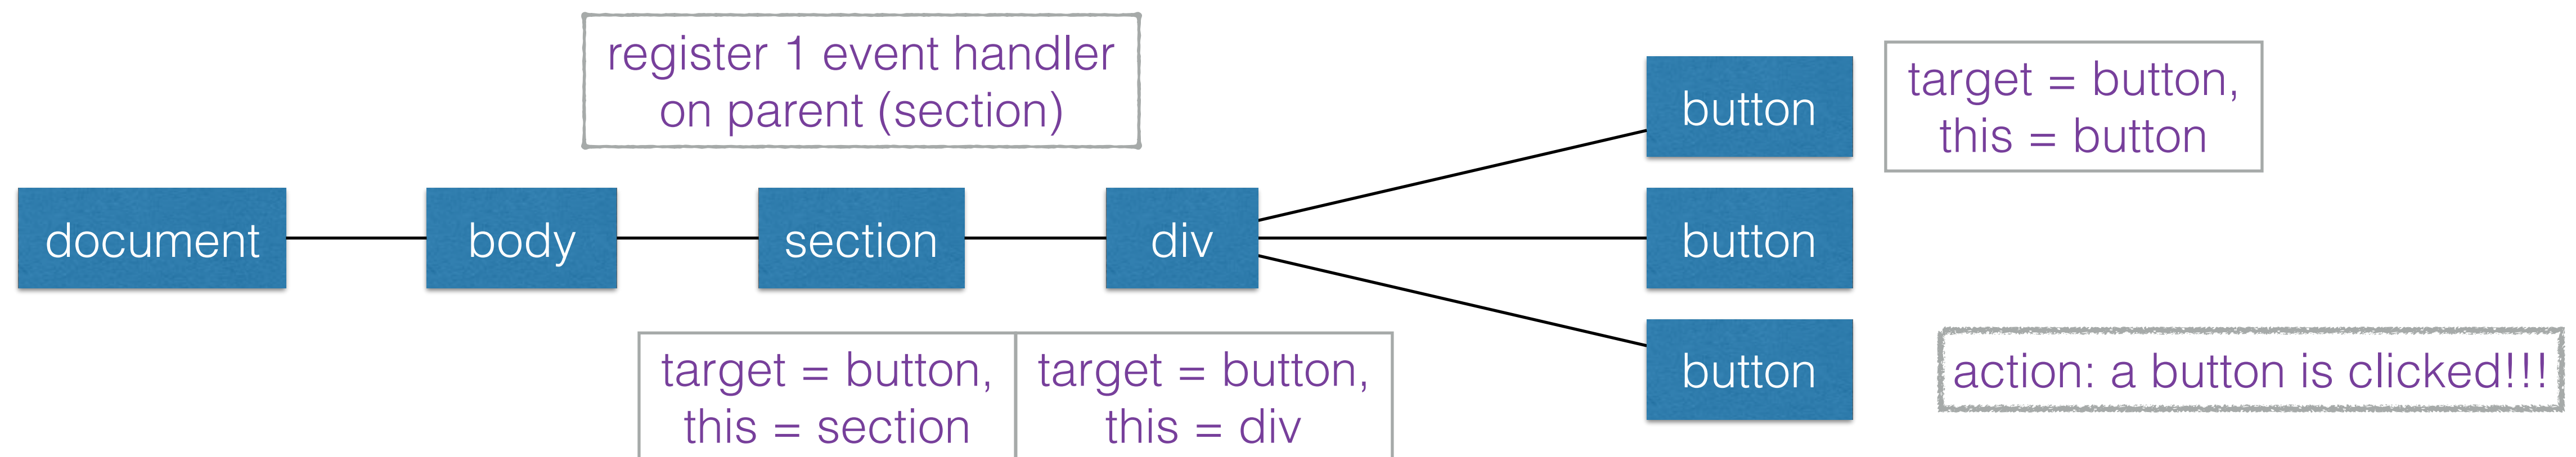 register 1 event handler
on parent (section)
button
target = button,
this = button
document
body
section
div
button
target = button,
this = section
target = button,
this = div
button
action: a button is clicked!!!